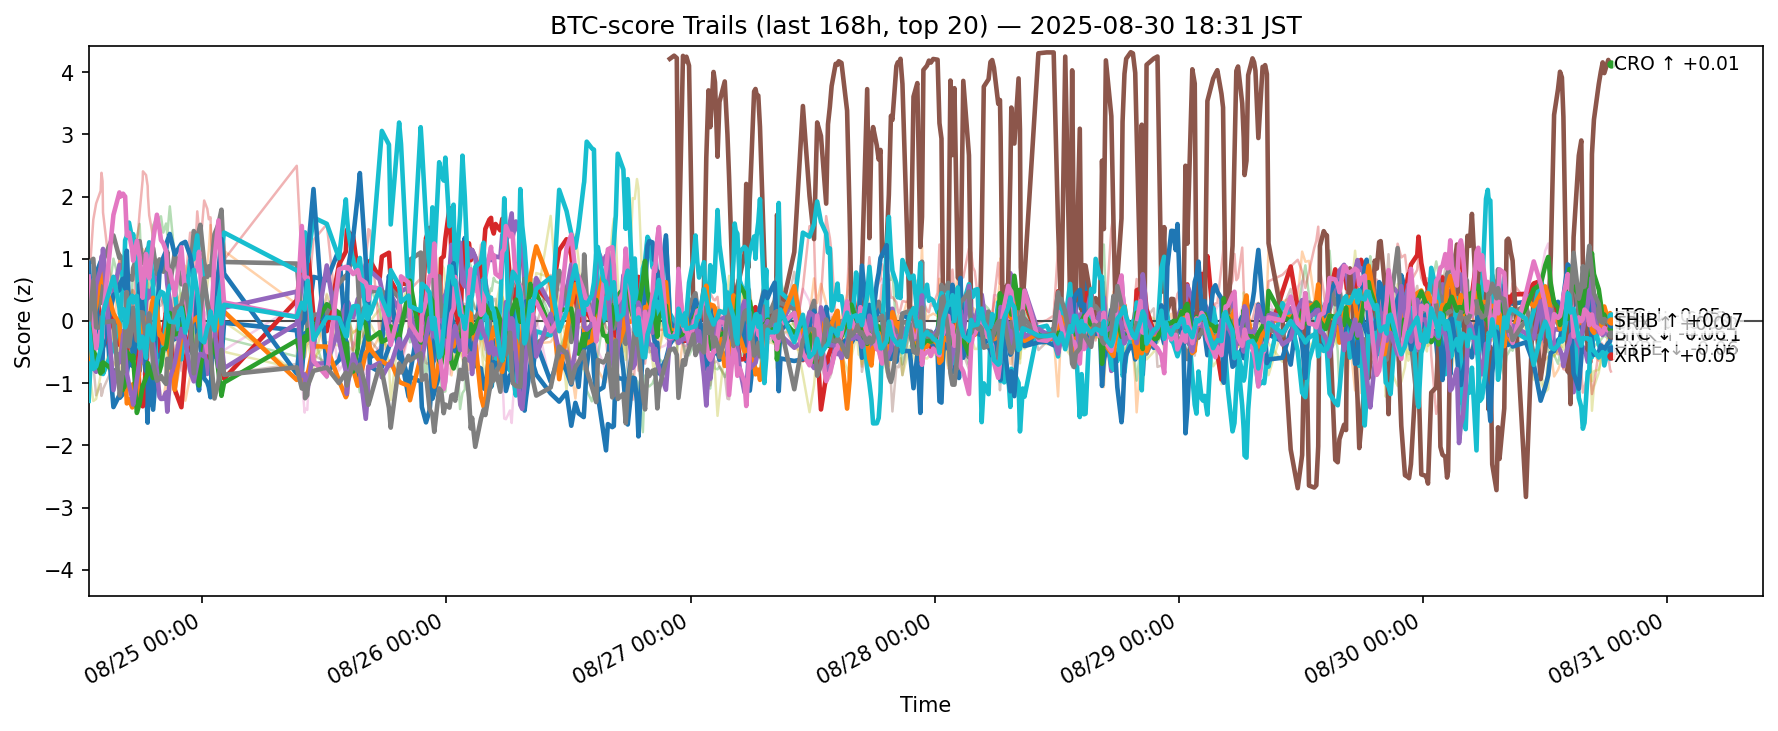 BTC-score Trails (last 168h, top 20) — 2025-08-30 18:31 JST
Score (z)
4
3
2
1
0
−1
−2
−3
−4
CRO ↑ +0.01
SHIB ↑ +0.07
XRP ↑ +0.05
08/25 00:00
08/26 00:00
08/27 00:00
08/28 00:00
08/29 00:00
08/30 00:00
08/31 00:00
Time